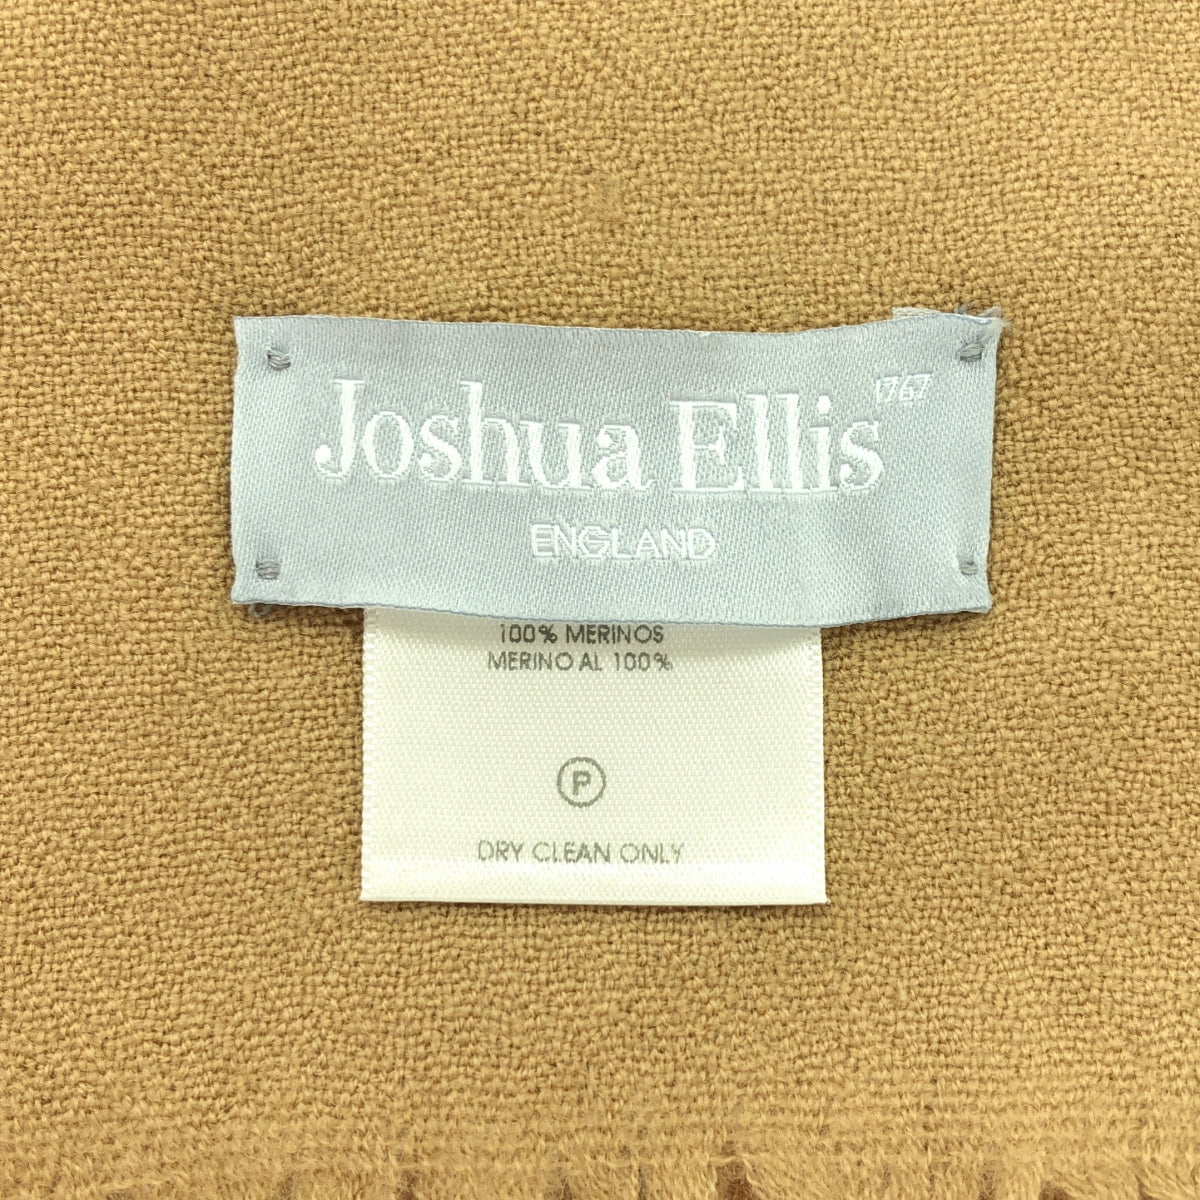 Joshua Ellis 1767
ENGLAND
100% MERINOS
MERINO AL 100%
P
DRY CLEAN ONLY